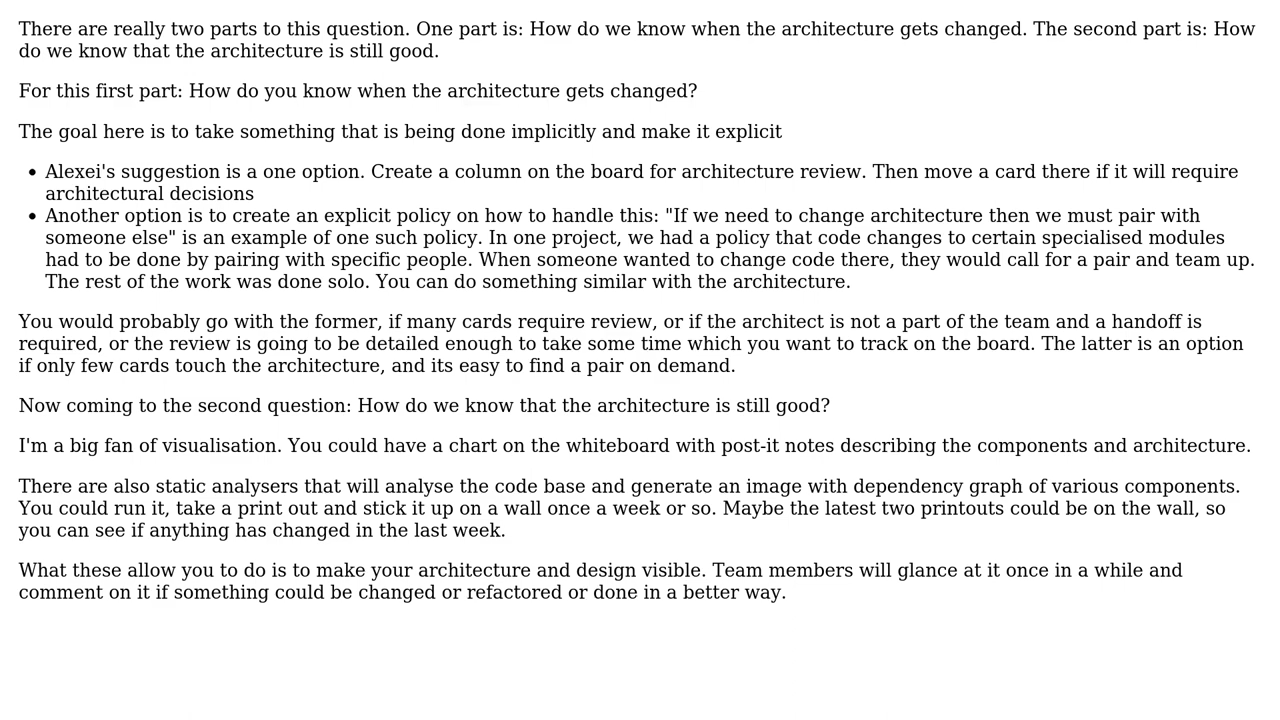 There are really two parts to this question. One part is: How do we know when the architecture gets changed. The second part is: How
do we know that the architecture is still good.
For this first part: How do you know when the architecture gets changed?
The goal here is to take something that is being done implicitly and make it explicit
• Alexei's suggestion is a one option. Create a column on the board for architecture review. Then move a card there if it will require
architectural decisions
• Another option is to create an explicit policy on how to handle this: "If we need to change architecture then we must pair with
someone else" is an example of one such policy. In one project, we had a policy that code changes to certain specialised modules
had to be done by pairing with specific people. When someone wanted to change code there, they would call for a pair and team up.
The rest of the work was done solo. You can do something similar with the architecture.
You would probably go with the former, if many cards require review, or if the architect is not a part of the team and a handoff is
required, or the review is going to be detailed enough to take some time which you want to track on the board. The latter is an option
if only few cards touch the architecture, and its easy to find a pair on demand.
Now coming to the second question: How do we know that the architecture is still good?
I'm a big fan of visualisation. You could have a chart on the whiteboard with post-it notes describing the components and architecture.
There are also static analysers that will analyse the code base and generate an image with dependency graph of various components.
You could run it, take a print out and stick it up on a wall once a week or so. Maybe the latest two printouts could be on the wall, so
you can see if anything has changed in the last week.
What these allow you to do is to make your architecture and design visible. Team members will glance at it once in a while and
comment on it if something could be changed or refactored or done in a better way.